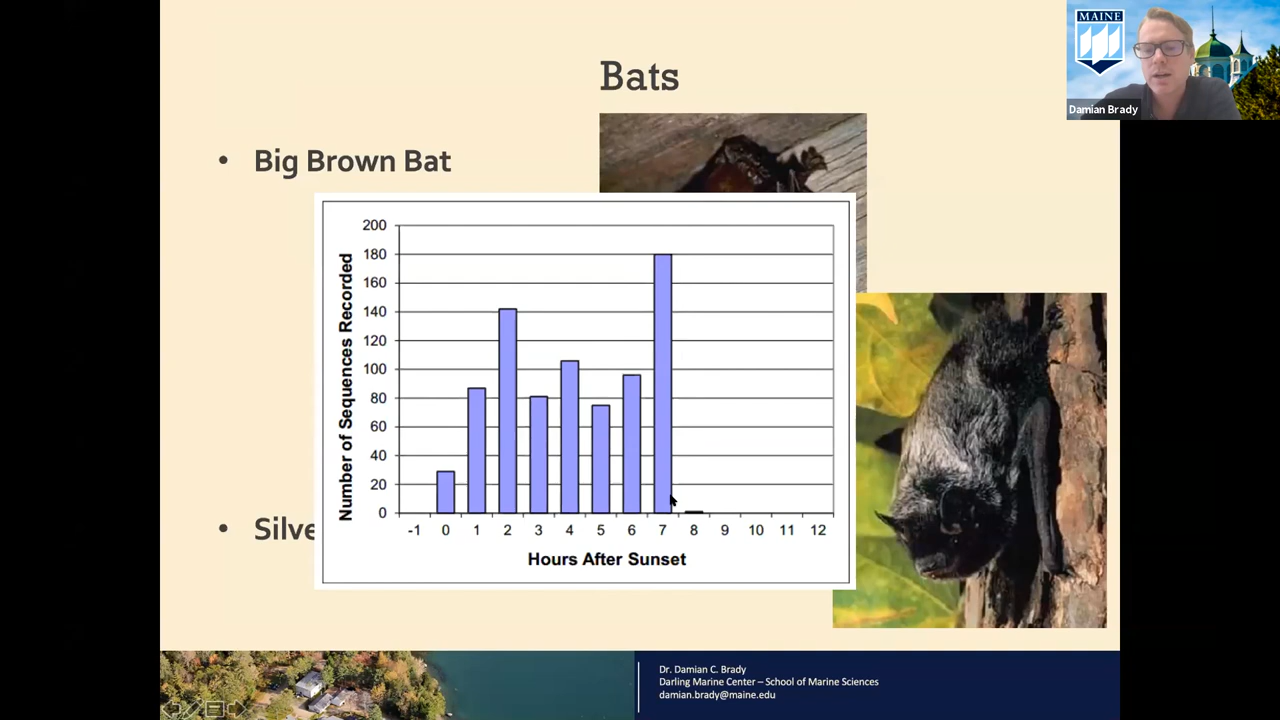 Bats
MAINE
Damian Brady
• Big Brown Bat
200
180
160
140
120
100
80
60
40
20
0
Number of Sequences Recorded
-1 0 1 2 3 4 5 6 7 8 9 10 11 12
Hours After Sunset
• Silve
Dr. Damian C. Brady
Darling Marine Center – School of Marine Sciences
damian.brady@maine.edu